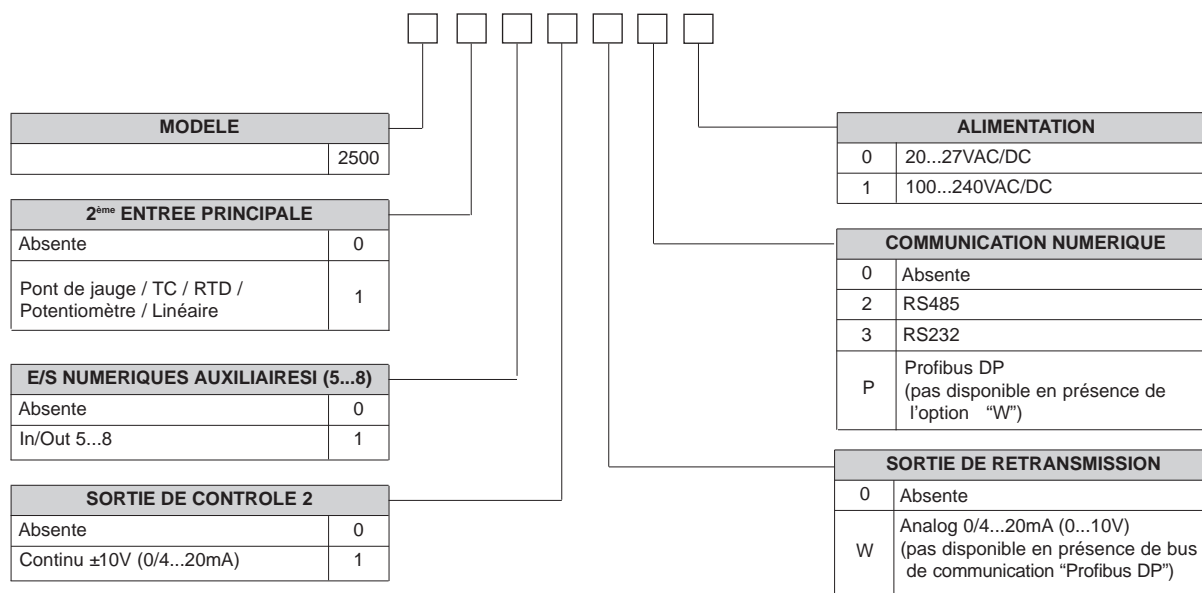 MODELE
2500
2ème ENTREE PRINCIPALE
Absente 0
Pont de jauge / TC / RTD /
Potentiomètre / Linéaire 1
E/S NUMERIQUES AUXILIAIRESI (5...8)
Absente 0
In/Out 5...8 1
SORTIE DE CONTROLE 2
Absente 0
Continu ±10V (0/4...20mA) 1
ALIMENTATION
0 20...27VAC/DC
1 100...240VAC/DC
COMMUNICATION NUMERIQUE
0 Absente
2 RS485
3 RS232
P Profibus DP
(pas disponible en présence de
l'option “W”)
SORTIE DE RETRANSMISSION
0 Absente
W Analog 0/4...20mA (0...10V)
(pas disponible en présence de bus
de communication “Profibus DP”)